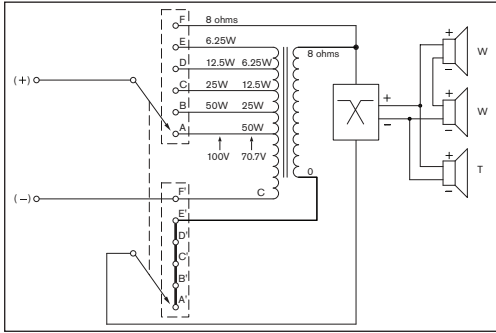 F 8 ohms
E 6.25W
D 12.5W 6.25W
8 ohms
C 25W 12.5W
B 50W 25W
A 50W
100V 70.7V
(+)
(−)
C
0
F'
E'
D'
C'
B'
A'
+
−
+
−
W
+
−
W
+
−
T